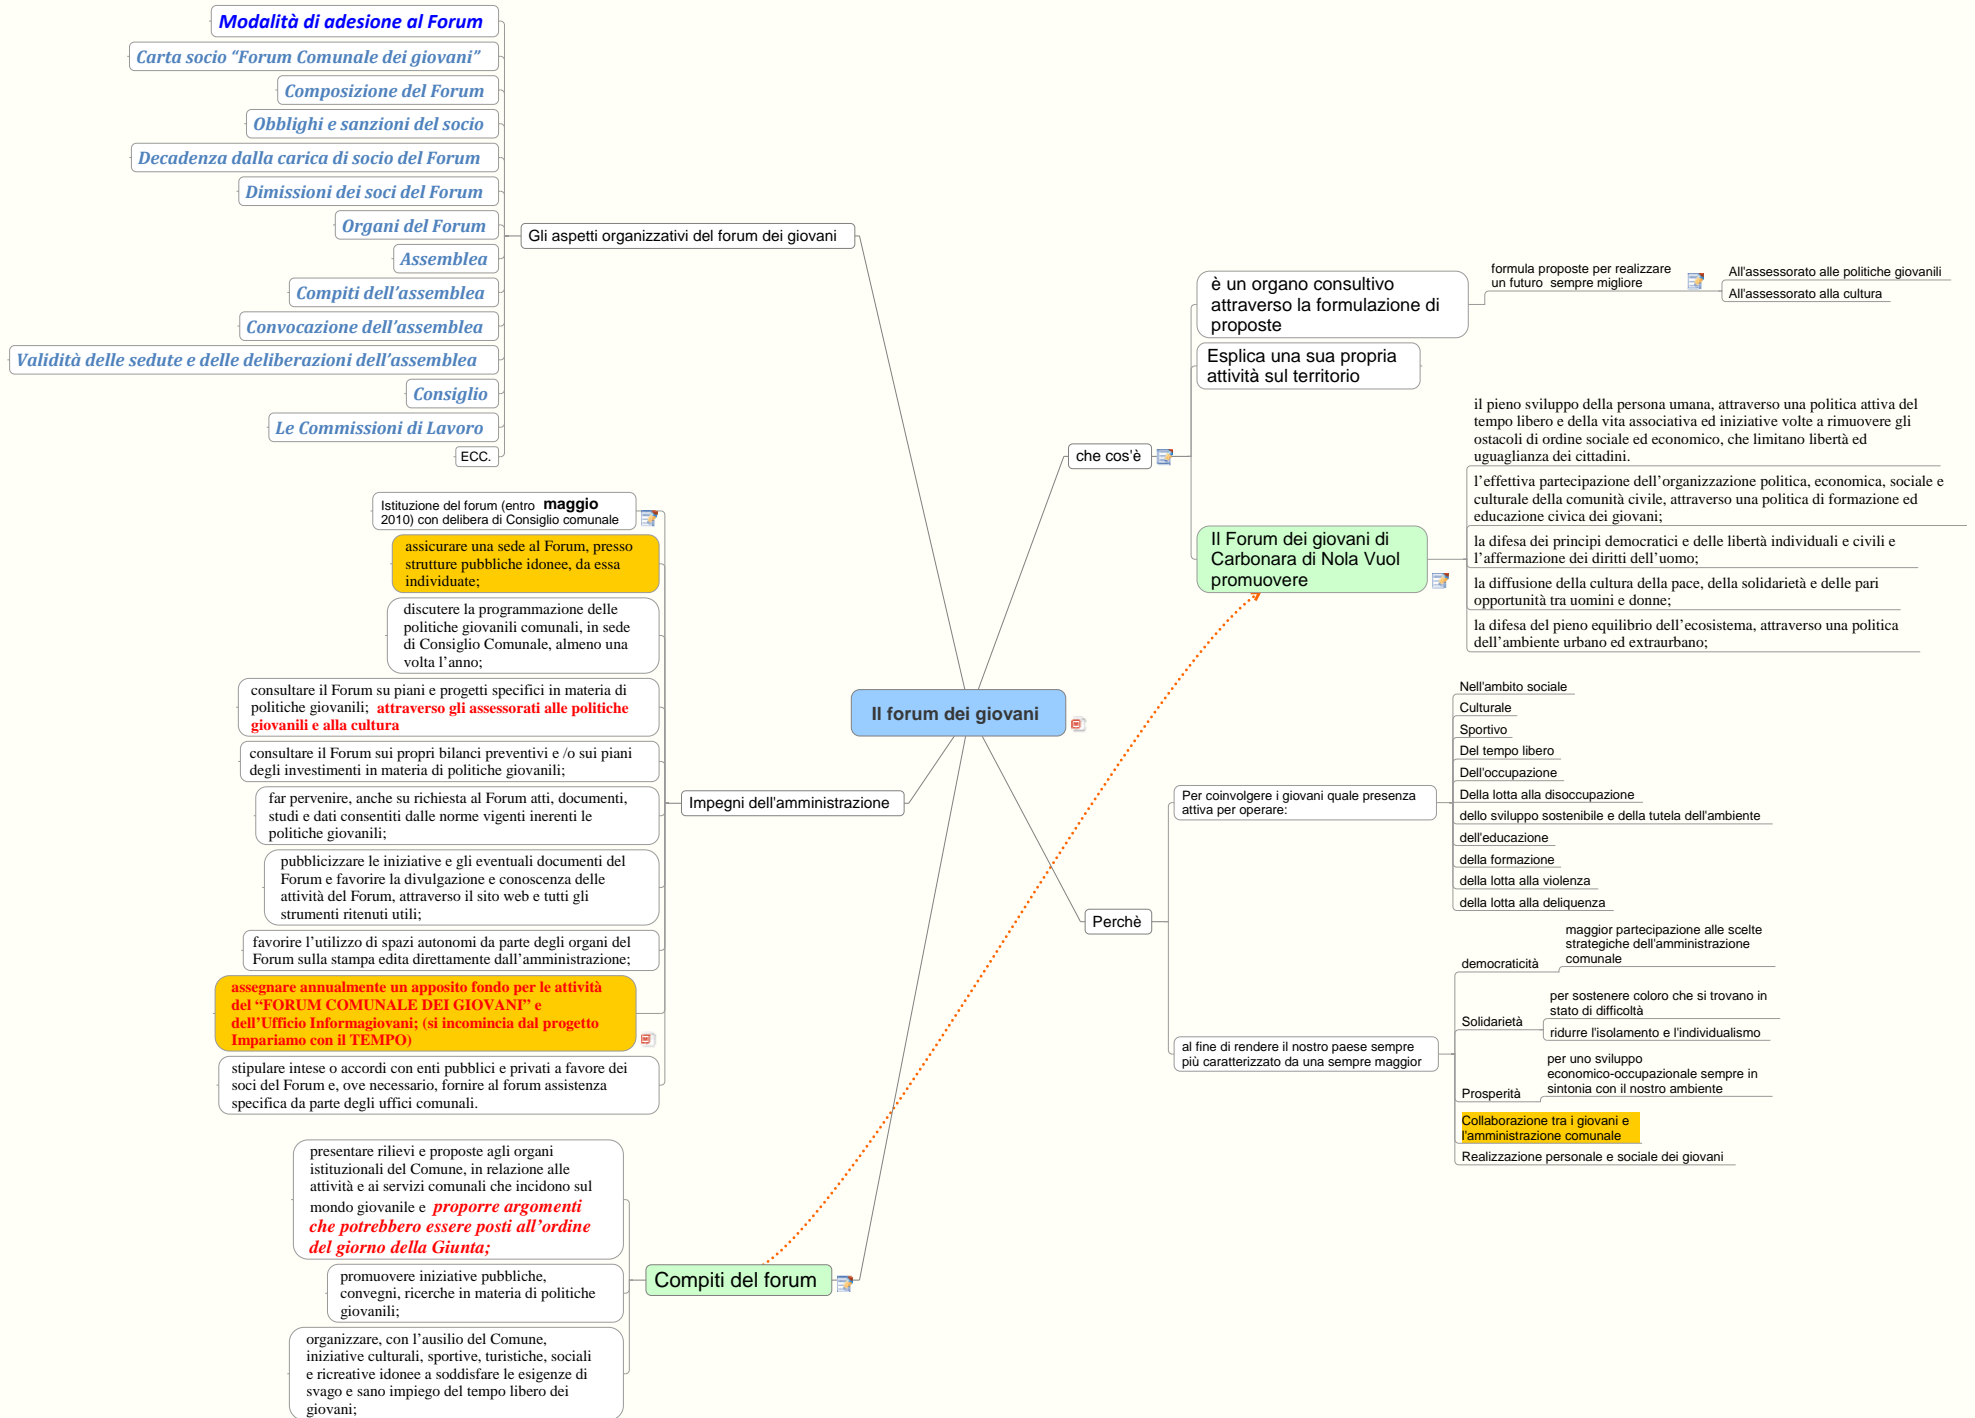 Modalità di adesione al Forum
Carta socio “Forum Comunale dei giovani”
Composizione del Forum
Obblighi e sanzioni del socio
Decadenza dalla carica di socio del Forum
Dimissioni dei soci del Forum
Organi del Forum
Assemblea
Compiti dell’assemblea
Convocazione dell’assemblea
Validità delle sedute e delle deliberazioni dell’assemblea
Consiglio
Le Commissioni di Lavoro
ECC.
Gli aspetti organizzativi del forum dei giovani
Istituzione del forum (entro maggio
2010) con delibera di Consiglio comunale
assicurare una sede al Forum, presso
strutture pubbliche idonee, da essa
individuate;
discutere la programmazione delle
politiche giovanili comunali, in sede
di Consiglio Comunale, almeno una
volta l’anno;
consultare il Forum su piani e progetti specifici in materia di
politiche giovanili; attraverso gli assessorati alle politiche
giovanili e alla cultura
consultare il Forum sui propri bilanci preventivi e /o sui piani
degli investimenti in materia di politiche giovanili;
far pervenire, anche su richiesta al Forum atti, documenti,
studi e dati consentiti dalle norme vigenti inerenti le
politiche giovanili;
pubblicizzare le iniziative e gli eventuali documenti del
Forum e favorire la divulgazione e conoscenza delle
attività del Forum, attraverso il sito web e tutti gli
strumenti ritenuti utili;
favorire l’utilizzo di spazi autonomi da parte degli organi del
Forum sulla stampa edita direttamente dall’amministrazione;
assegnare annualmente un apposito fondo per le attività
del “FORUM COMUNALE DEI GIOVANI” e
dell’Ufficio Informagiovani; (si incomincia dal progetto
Impariamo con il TEMPO)
stipulare intese o accordi con enti pubblici e privati a favore dei
soci del Forum e, ove necessario, fornire al forum assistenza
specifica da parte degli uffici comunali.
Impegni dell'amministrazione
presentare rilievi e proposte agli organi
istituzionali del Comune, in relazione alle
attività e ai servizi comunali che incidono sul
mondo giovanile e proporre argomenti
che potrebbero essere posti all’ordine
del giorno della Giunta;
promuovere iniziative pubbliche,
convegni, ricerche in materia di politiche
giovanili;
organizzare, con l’ausilio del Comune,
iniziative culturali, sportive, turistiche, sociali
e ricreative idonee a soddisfare le esigenze di
svago e sano impiego del tempo libero dei
giovani;
Compiti del forum
Il forum dei giovani
che cos'è
è un organo consultivo
attraverso la formulazione di
proposte
formula proposte per realizzare
un futuro sempre migliore
All'assessorato alle politiche giovanili
All'assessorato alla cultura
Esplica una sua propria
attività sul territorio
Il Forum dei giovani di
Carbonara di Nola Vuol
promuovere
il pieno sviluppo della persona umana, attraverso una politica attiva del
tempo libero e della vita associativa ed iniziative volte a rimuovere gli
ostacoli di ordine sociale ed economico, che limitano libertà ed
uguaglianza dei cittadini.
l’effettiva partecipazione dell’organizzazione politica, economica, sociale e
culturale della comunità civile, attraverso una politica di formazione ed
educazione civica dei giovani;
la difesa dei principi democratici e delle libertà individuali e civili e
l’affermazione dei diritti dell’uomo;
la diffusione della cultura della pace, della solidarietà e delle pari
opportunità tra uomini e donne;
la difesa del pieno equilibrio dell’ecosistema, attraverso una politica
dell’ambiente urbano ed extraurbano;
Perchè
Per coinvolgere i giovani quale presenza
attiva per operare:
Nell'ambito sociale
Culturale
Sportivo
Del tempo libero
Dell'occupazione
Della lotta alla disoccupazione
dello sviluppo sostenibile e della tutela dell'ambiente
dell'educazione
della formazione
della lotta alla violenza
della lotta alla deliquenza
al fine di rendere il nostro paese sempre
più caratterizzato da una sempre maggior
democraticità
maggior partecipazione alle scelte
strategiche dell'amministrazione
comunale
Solidarietà
per sostenere coloro che si trovano in
stato di difficoltà
ridurre l'isolamento e l'individualismo
Prosperità
per uno sviluppo
economico-occupazionale sempre in
sintonia con il nostro ambiente
Collaborazione tra i giovani e
l'amministrazione comunale
Realizzazione personale e sociale dei giovani